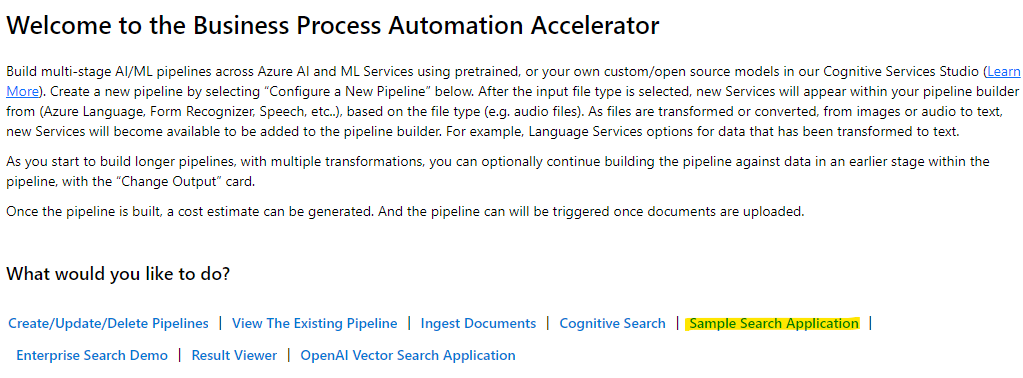 Welcome to the Business Process Automation Accelerator
Build multi-stage AI/ML pipelines across Azure AI and ML Services using pretrained, or your own custom/open source models in our Cognitive Services Studio (Learn
More). Create a new pipeline by selecting “Configure a New Pipeline” below. After the input file type is selected, new Services will appear within your pipeline builder
from (Azure Language, Form Recognizer, Speech, etc..), based on the file type (e.g. audio files). As files are transformed or converted, from images or audio to text,
new Services will become available to be added to the pipeline builder. For example, Language Services options for data that has been transformed to text.
As you start to build longer pipelines, with multiple transformations, you can optionally continue building the pipeline against data in an earlier stage within the
pipeline, with the “Change Output” card.
Once the pipeline is built, a cost estimate can be generated. And the pipeline can will be triggered once documents are uploaded.
What would you like to do?
Create/Update/Delete Pipelines | View The Existing Pipeline | Ingest Documents | Cognitive Search | Sample Search Application |
Enterprise Search Demo | Result Viewer | OpenAI Vector Search Application